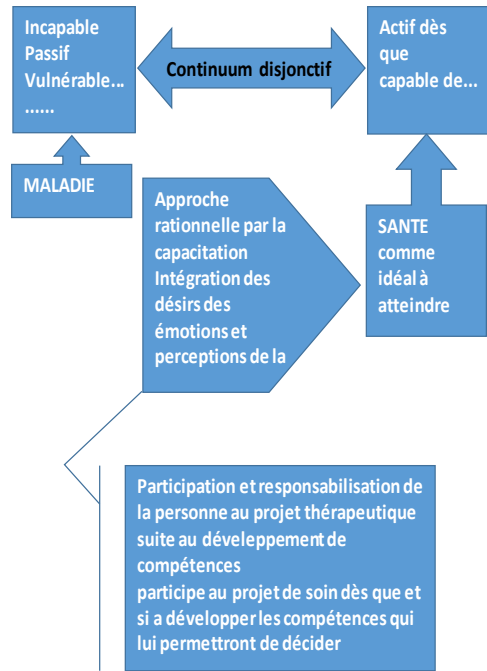 Incapable
Passif
Vulnérable...
......
Continuum disjonctif
Actif dès
que
capable de...
MALADIE
Approche
rationnelle par la
capacitation
Intégration des
désirs des
émotions et
perceptions de la
SANTE
comme
idéal à
atteindre
Participation et responsabilisation de
la personne au projet thérapeutique
suite au déveleppement de
compétences
participe au projet de soin dès que et
si a développer les compétences qui
lui permettront de décider